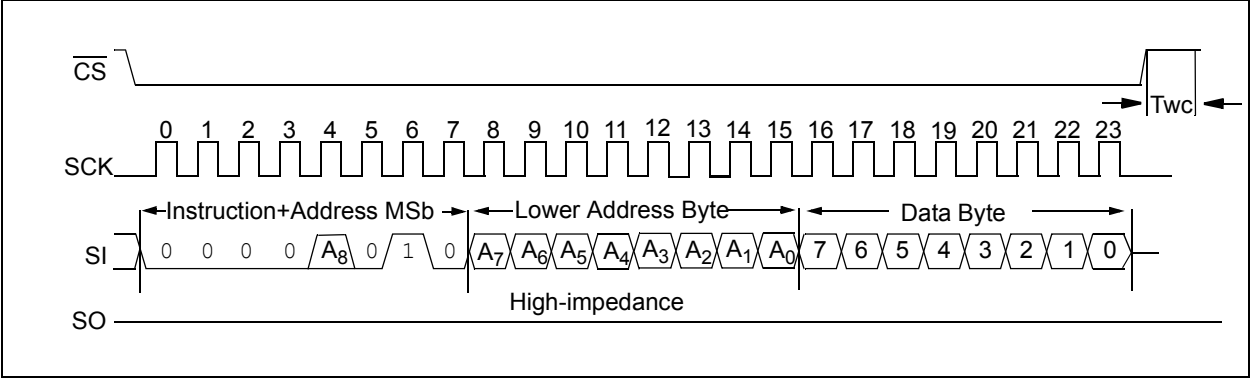 CS
Twc
0 1 2 3 4 5 6 7 8 9 10 11 12 13 14 15 16 17 18 19 20 21 22 23
SCK
Instruction+Address MSb Lower Address Byte Data Byte
SI 0 0 0 0 A8 0 1 0 A7 A6 A5 A4 A3 A2 A1 A0 7 6 5 4 3 2 1 0
High-impedance
SO